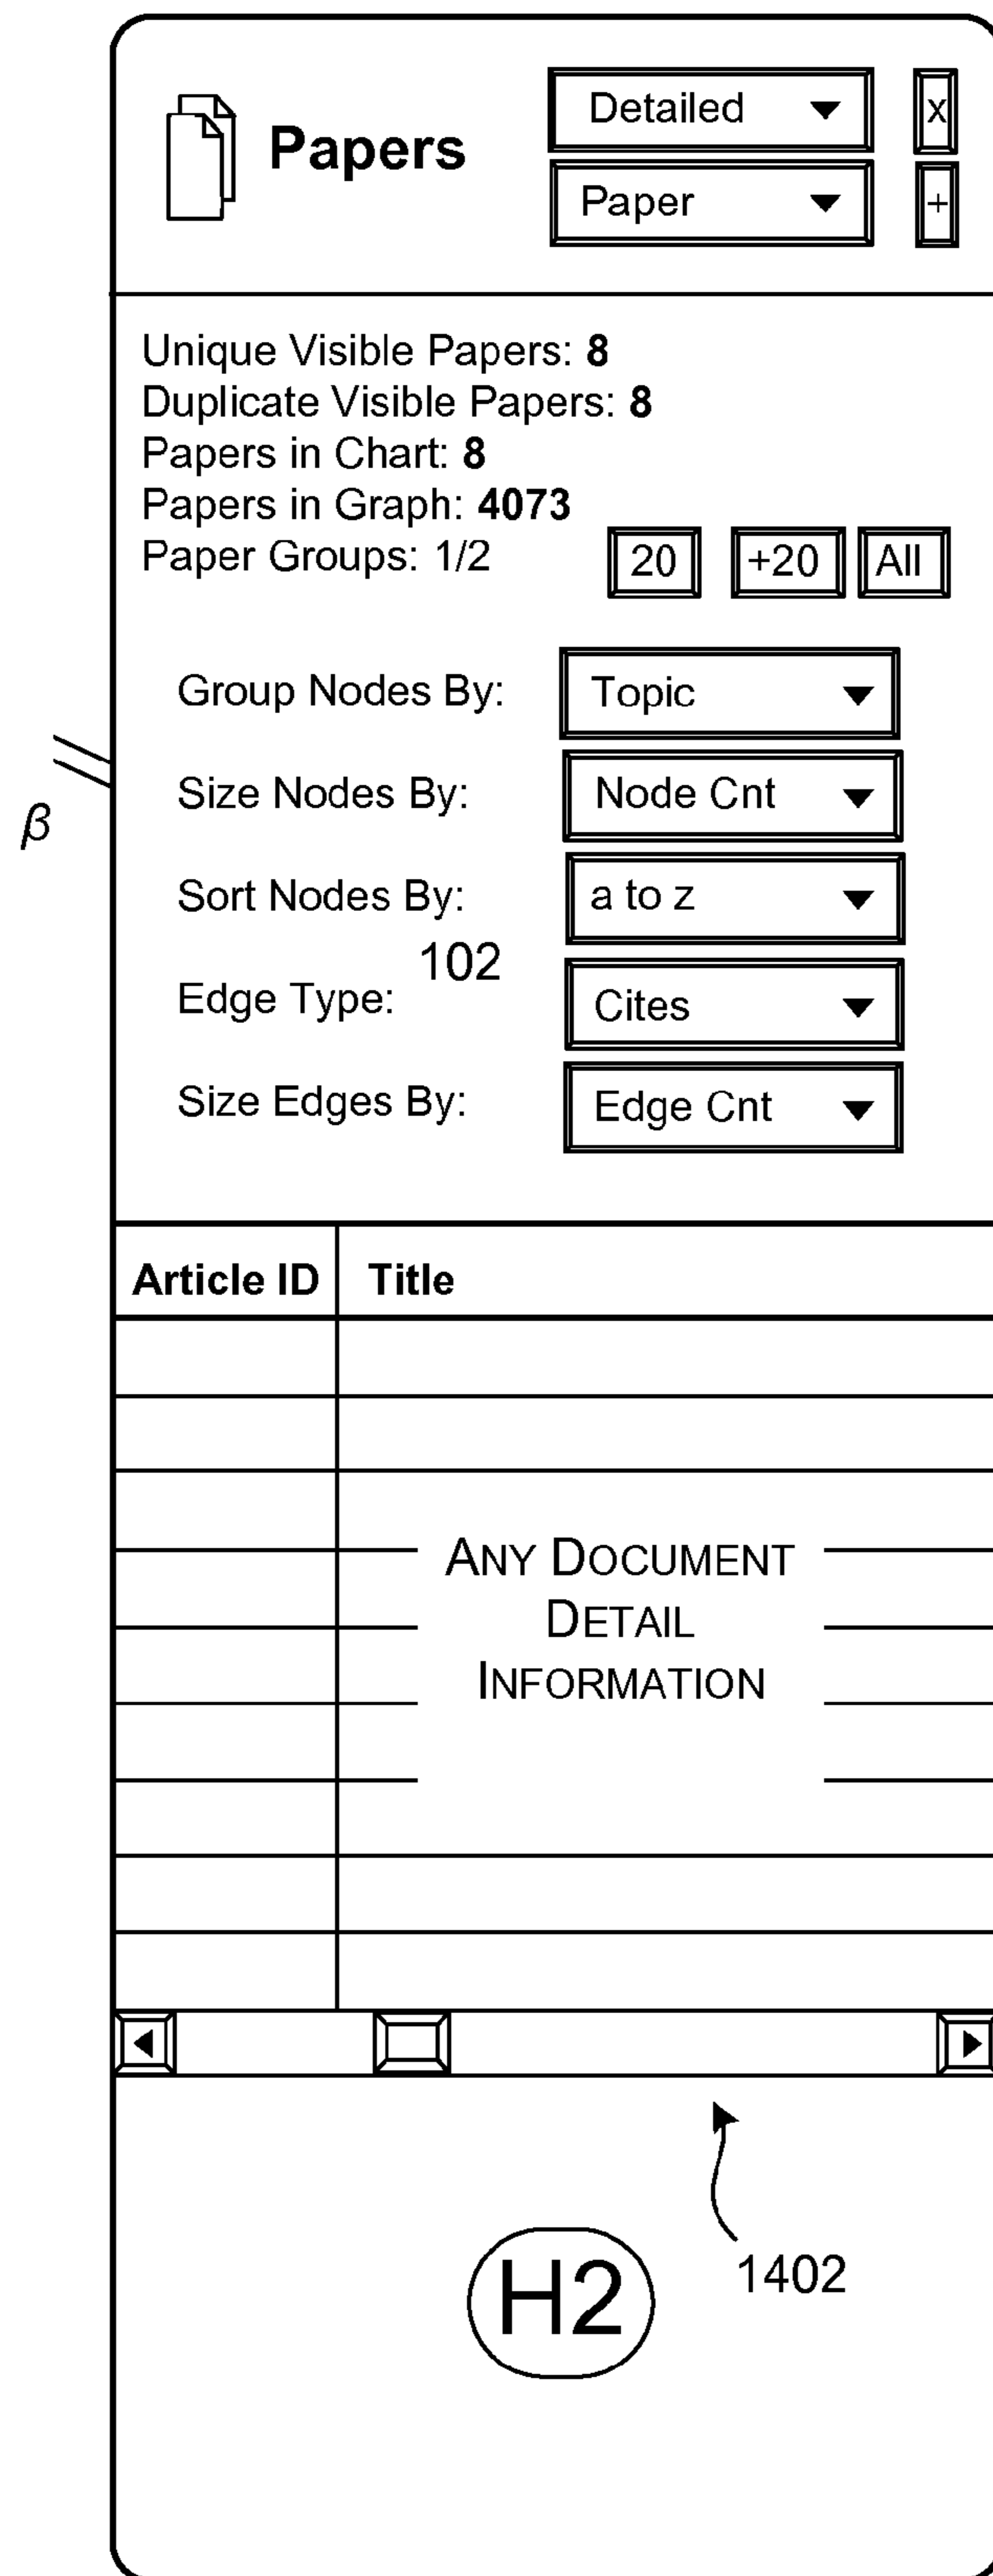 Detailed
x
Papers
Paper
+
Unique Visible Papers: 8
Duplicate Visible Papers: 8
Papers in Chart: 8
Papers in Graph: 4073
Paper Groups: 1/2 20 +20 All
Group Nodes By: Topic
Size Nodes By: Node Cnt
β
Sort Nodes By: a to z
102
Edge Type: Cites
Size Edges By: Edge Cnt
Article ID Title
ANY DOCUMENT
DETAIL
INFORMATION
1402
H2